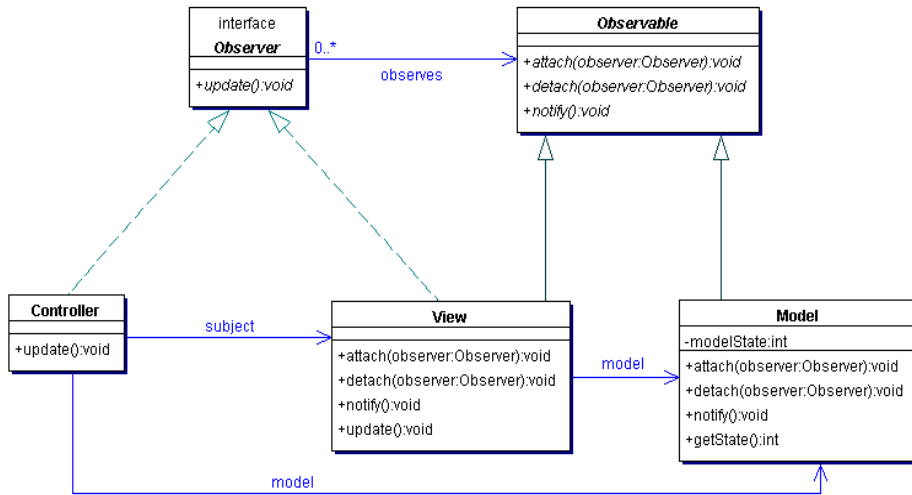 interface
Observer
+update():void
0..*
observes
Observable
+attach(observer:Observer):void
+detach(observer:Observer):void
+notify():void
Controller
+update():void
subject
View
+attach(observer:Observer):void
+detach(observer:Observer):void
+notify():void
+update():void
model
Model
-modelState:int
+attach(observer:Observer):void
+detach(observer:Observer):void
+notify():void
+getState():int
model